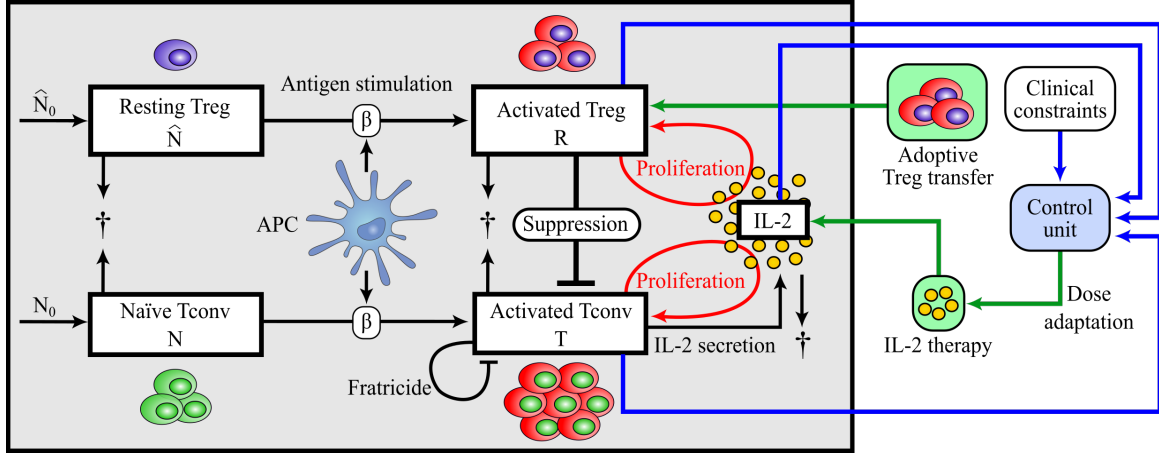 N̂₀
Resting Treg
N̂
Antigen stimulation
β
Activated Treg
R
Adoptive
Treg transfer
Clinical
constraints
Proliferation
†
†
APC
Suppression
IL-2
Control
unit
Proliferation
N₀
Naïve Tconv
N
β
Activated Tconv
T
IL-2 secretion
†
IL-2 therapy
Dose
adaptation
Fratricide